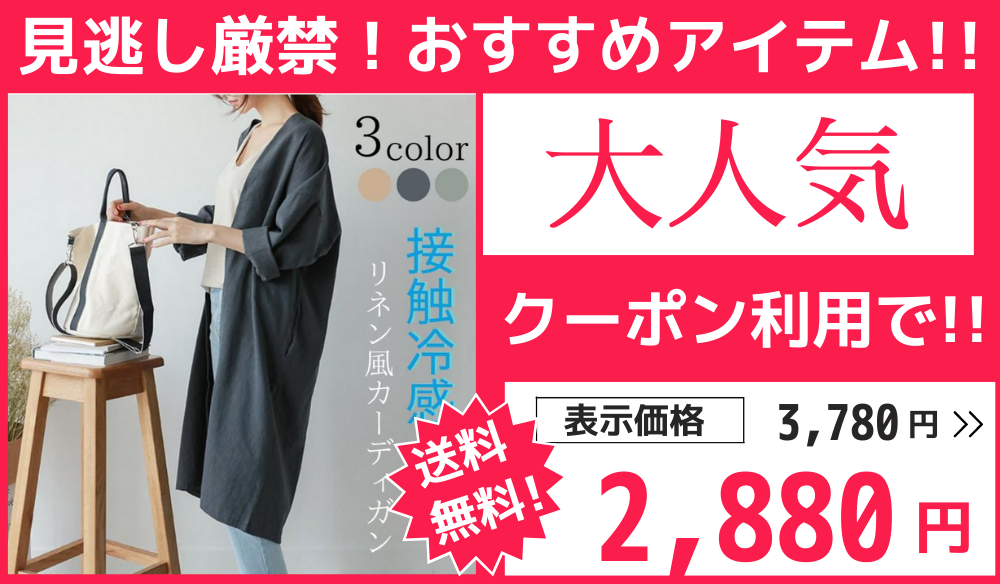 見逃し厳禁！おすすめアイテム!!
3color
接触冷感
リネン風カーディガン
送料
無料!
大人気
クーポン利用で!!
表示価格 3,780円 >>
2,880円